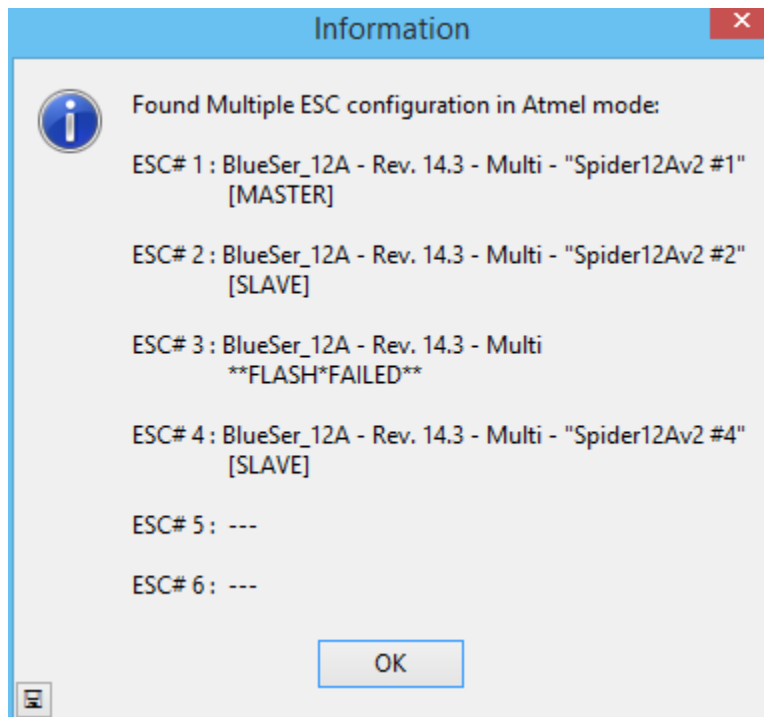 Information
Found Multiple ESC configuration in Atmel mode:
ESC# 1 : BlueSer_12A - Rev. 14.3 - Multi - "Spider12Av2 #1"
[MASTER]
ESC# 2 : BlueSer_12A - Rev. 14.3 - Multi - "Spider12Av2 #2"
[SLAVE]
ESC# 3 : BlueSer_12A - Rev. 14.3 - Multi
**FLASH*FAILED**
ESC# 4 : BlueSer_12A - Rev. 14.3 - Multi - "Spider12Av2 #4"
[SLAVE]
ESC# 5 : ---
ESC# 6 : ---
OK